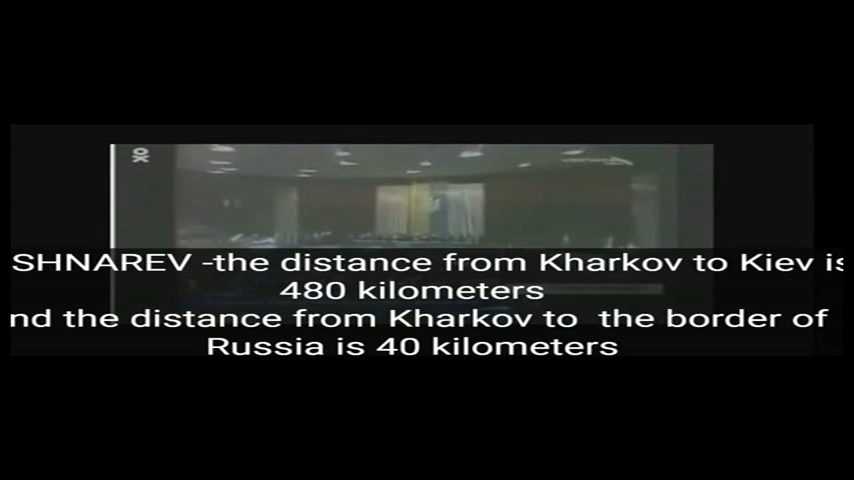 SHNAREV -the distance from Kharkov to Kiev is
480 kilometers
nd the distance from Kharkov to  the border of
Russia is 40 kilometers